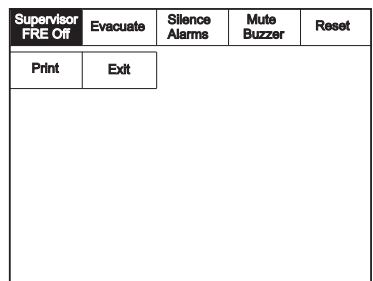 Supervisor Evacuate Silence Mute Reset
FRE Off Alarms Buzzer
Print Exit